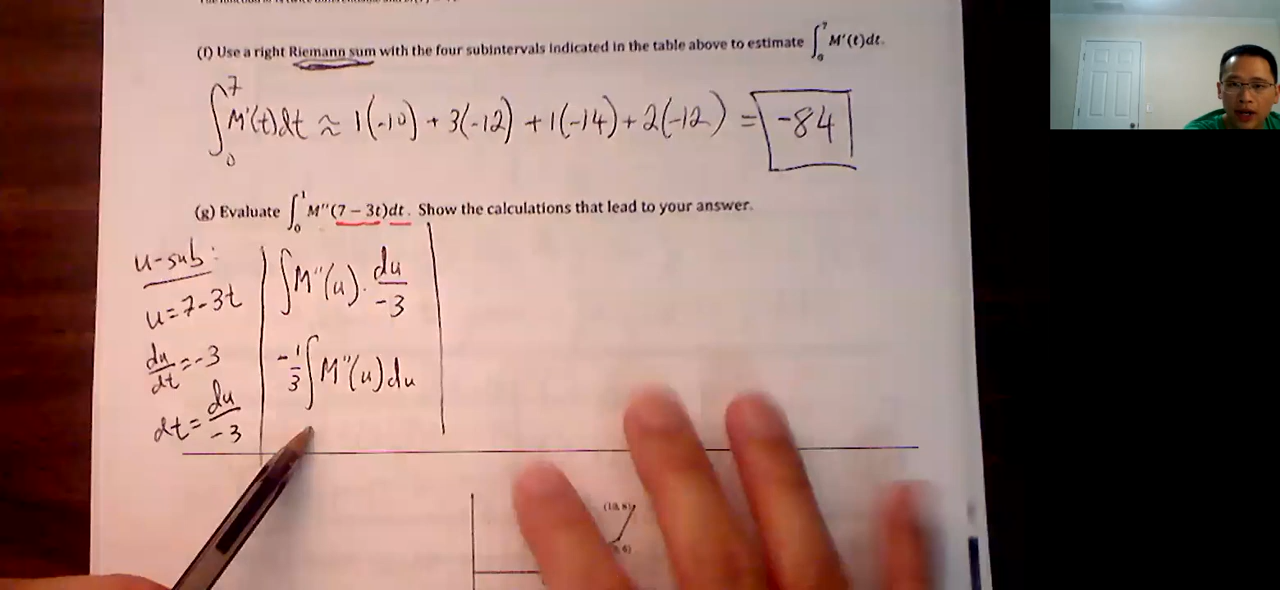 (f) Use a right Riemann sum with the four subintervals indicated in the table above to estimate ∫₀⁷ M'(t)dt.
∫₀⁷ M'(t)dt ≈ 1(-10) + 3(-12) + 1(-14) + 2(-12) = -84
(g) Evaluate ∫₀¹ M''(7 – 3t)dt. Show the calculations that lead to your answer.
u-sub:
u=7-3t
du/dt=-3
dt=du/-3
∫M''(u)·du/-3
-1/3∫M''(u)du